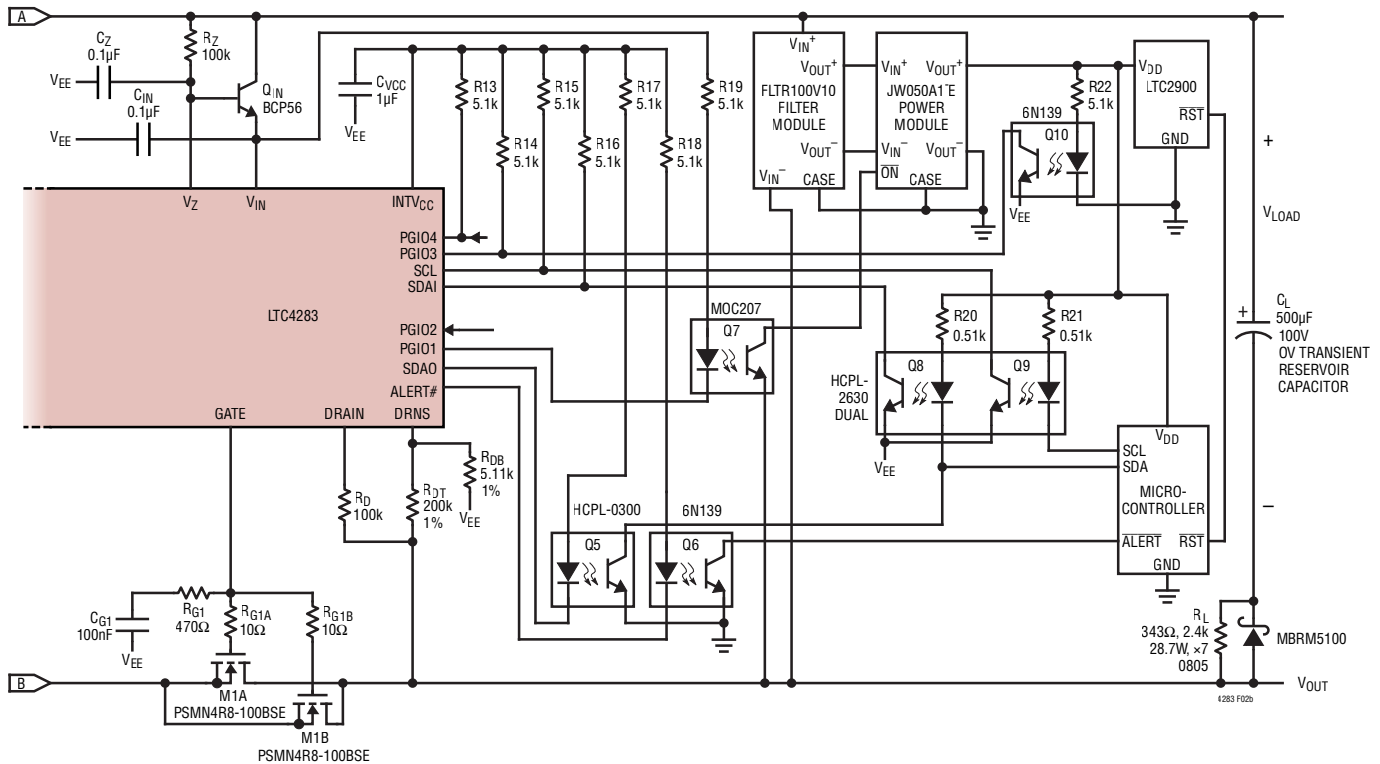 A
CZ
0.1µF
RZ
100k
VEE
CIN
0.1µF
QIN
BCP56
VEE
CVCC
1µF
VEE
R13
5.1k
R15
5.1k
R17
5.1k
R19
5.1k
R14
5.1k
R16
5.1k
R18
5.1k
VIN+
VOUT+
FLTR100V10
FILTER
MODULE
VOUT–
VIN–
CASE
VIN+
VOUT+
JW050A1-E
POWER
MODULE
VIN–
VOUT–
ON
CASE
R22
5.1k
6N139
Q10
VEE
VDD
LTC2900
RST
GND
+
VLOAD
–
VZ
VIN
INTVCC
PGIO4
PGIO3
SCL
SDAI
LTC4283
PGIO2
PGIO1
SDAO
ALERT#
GATE
DRAIN
DRNS
MOC207
Q7
R20
0.51k
R21
0.51k
HCPL-
2630
DUAL
Q8
Q9
VEE
+
CL
500µF
100V
OV TRANSIENT
RESERVOIR
CAPACITOR
VDD
SCL
SDA
MICRO-
CONTROLLER
ALERT
RST
GND
RD
100k
RDT
200k
1%
RDB
5.11k
1%
VEE
HCPL-0300
Q5
6N139
Q6
CG1
100nF
VEE
RG1
470Ω
RG1A
10Ω
RG1B
10Ω
RL
343Ω, 2.4k
28.7W, ×7
0805
MBRM5100
B
M1A
PSMN4R8-100BSE
M1B
PSMN4R8-100BSE
VOUT
4283 F02b